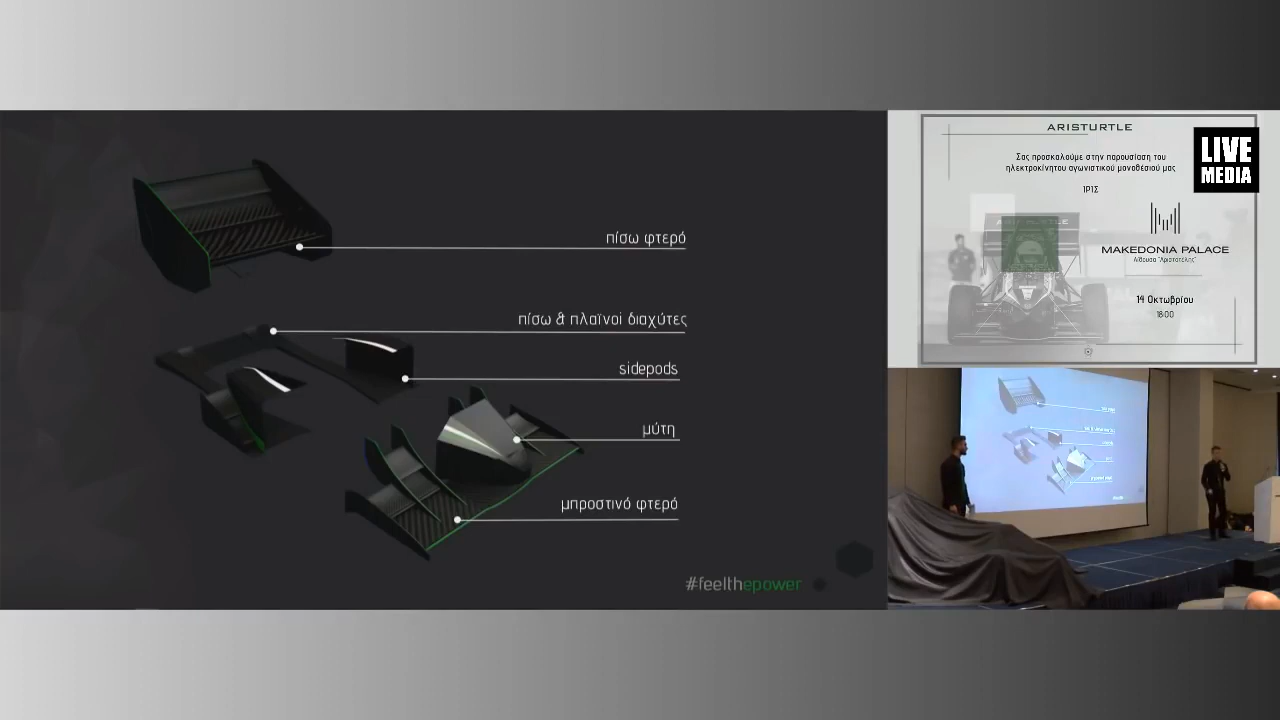 πίσω φτερό
πίσω & πλαϊνοί διαχύτες
sidepods
μύτη
μπροστινό φτερό
#feelthepower
ARISTURTLE
Σας προσκαλούμε στην παρουσίαση του
ηλεκτροκίνητου αγωνιστικού μονοθεσίου μας
ΙΡΙΣ
MAKEDONIA PALACE
Αίθουσα "Αριστοτέλης"
14 Οκτωβρίου
18:00
LIVE
MEDIA